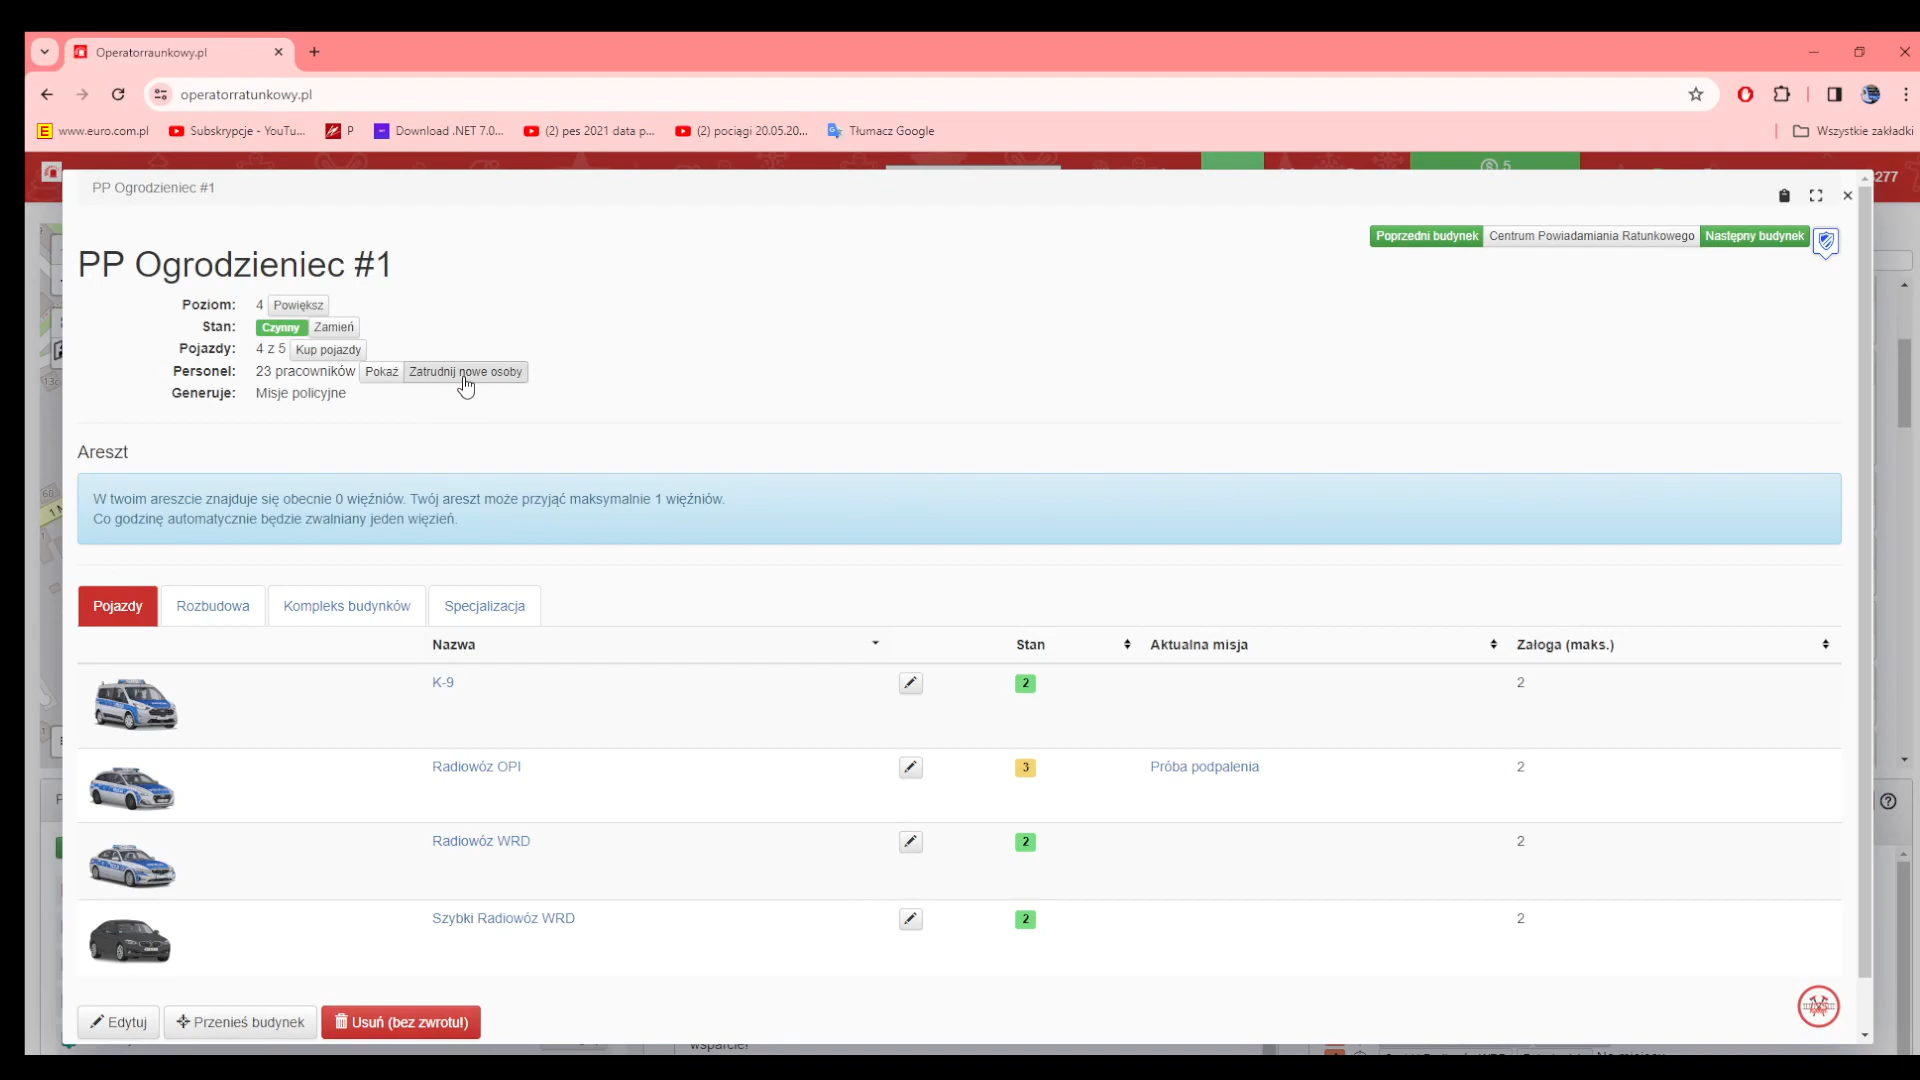 Operatorraunkowy.pl
operatorratunkowy.pl
www.euro.com.pl
Subskrypcje - YouTu...
P
Download .NET 7.0...
(2) pes 2021 data p...
(2) pociągi 20.05.20...
Tłumacz Google
Wszystkie zakładki
5
277
PP Ogrodzieniec #1
Poprzedni budynek
Centrum Powiadamiania Ratunkowego
Następny budynek
PP Ogrodzieniec #1
Poziom: 4 Powiększ
Stan: Czynny Zamień
Pojazdy: 4 z 5 Kup pojazdy
Personel: 23 pracowników Pokaż Zatrudnij nowe osoby
Generuje: Misje policyjne
Areszt
W twoim areszcie znajduje się obecnie 0 więźniów. Twój areszt może przyjąć maksymalnie 1 więźniów.
Co godzinę automatycznie będzie zwalniany jeden więzień.
Pojazdy
Rozbudowa
Kompleks budynków
Specjalizacja
Nazwa Stan Aktualna misja Załoga (maks.)
K-9 2 2
Radiowóz OPI 3 Próba podpalenia 2
Radiowóz WRD 2 2
Szybki Radiowóz WRD 2 2
Edytuj
Przenieś budynek
Usuń (bez zwrotu!)
wsparcie!